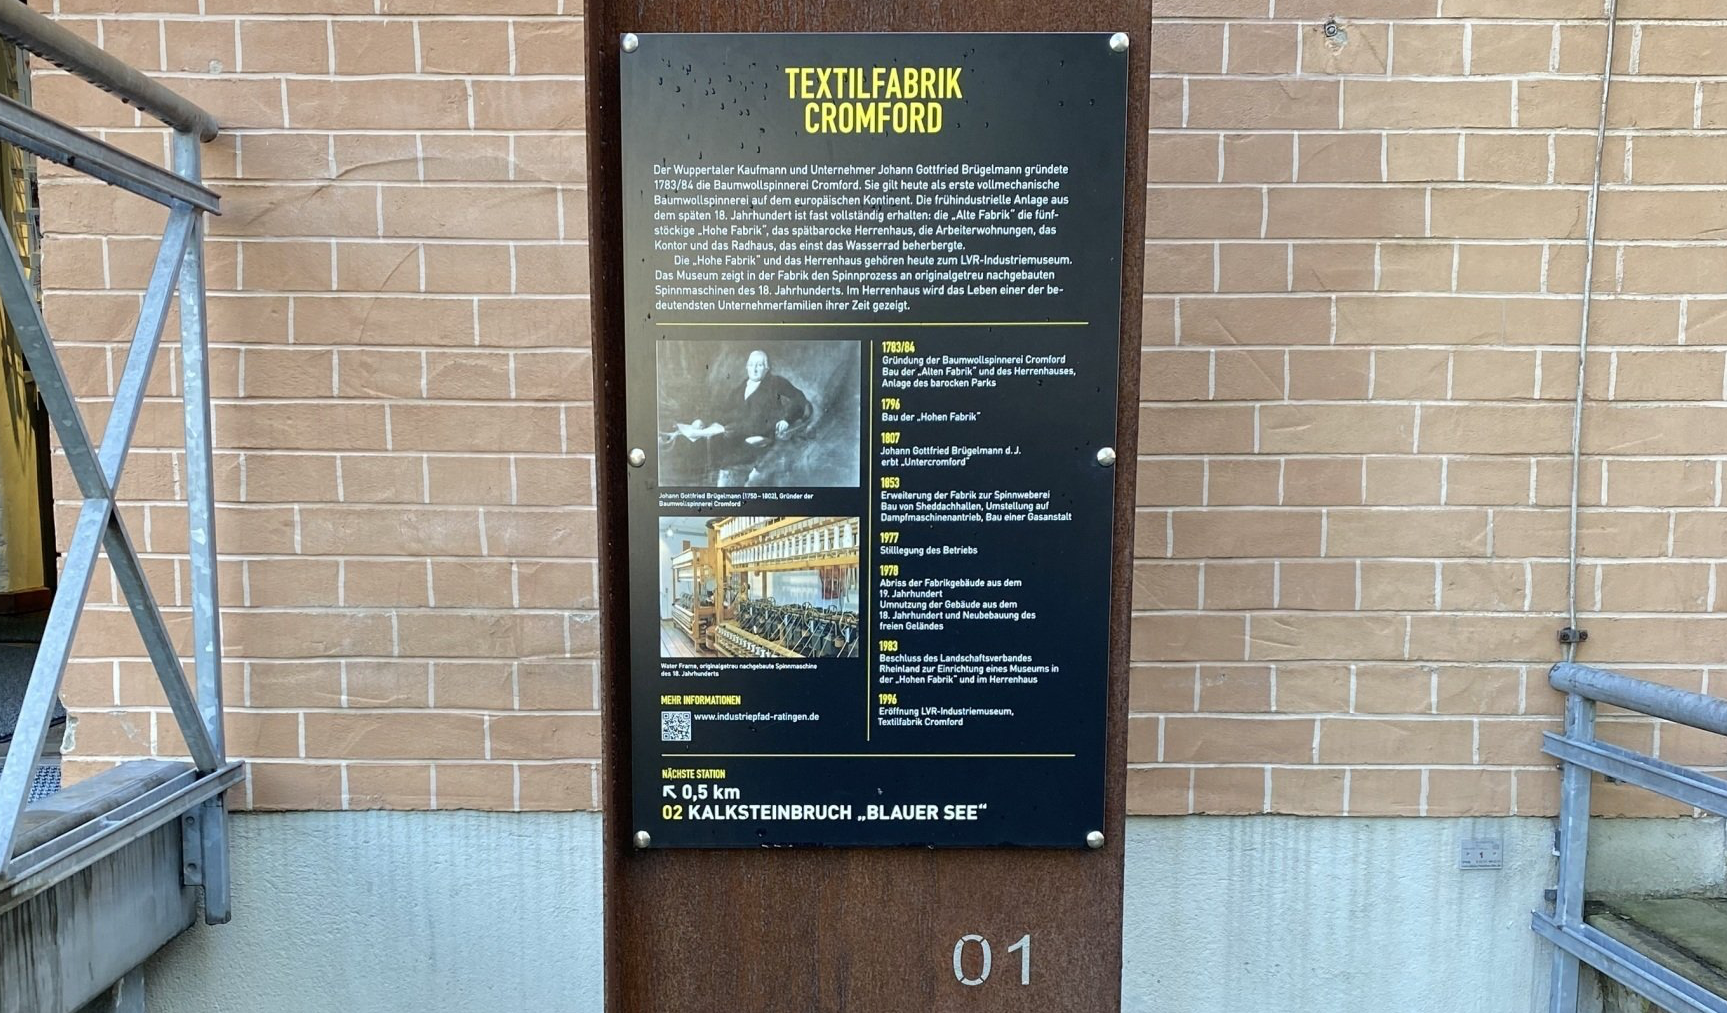 TEXTILFABRIK
CROMFORD
Der Wuppertaler Kaufmann und Unternehmer Johann Gottfried Brügelmann gründete
1783/84 die Baumwollspinnerei Cromford. Sie gilt heute als erste vollmechanische
Baumwollspinnerei auf dem europäischen Kontinent. Die frühindustrielle Anlage aus
dem späten 18. Jahrhundert ist fast vollständig erhalten: die „Alte Fabrik“ die fünf-
stöckige „Hohe Fabrik“, das spätbarocke Herrenhaus, die Arbeiterwohnungen, das
Kontor und das Radhaus, das einst das Wasserrad beherbergte.
Die „Hohe Fabrik“ und das Herrenhaus gehören heute zum LVR-Industriemuseum.
Das Museum zeigt in der Fabrik den Spinnprozess an originalgetreu nachgebauten
Spinnmaschinen des 18. Jahrhunderts. Im Herrenhaus wird das Leben einer der be-
deutendsten Unternehmerfamilien ihrer Zeit gezeigt.
Johann Gottfried Brügelmann (1750–1802), Gründer der
Baumwollspinnerei Cromford
Water Frame, originalgetreu nachgebaute Spinnmaschine
des 18. Jahrhunderts
MEHR INFORMATIONEN
www.industriepfad-ratingen.de
1783/84
Gründung der Baumwollspinnerei Cromford
Bau der „Alten Fabrik“ und des Herrenhauses,
Anlage des barocken Parks
1796
Bau der „Hohen Fabrik“
1807
Johann Gottfried Brügelmann d. J.
erbt „Untercromford“
1853
Erweiterung der Fabrik zur Spinnweberei
Bau von Sheddachhallen, Umstellung auf
Dampfmaschinenantrieb, Bau einer Gasanstalt
1977
Stilllegung des Betriebs
1978
Abriss der Fabrikgebäude aus dem
19. Jahrhundert
Umnutzung der Gebäude aus dem
18. Jahrhundert und Neubebauung des
freien Geländes
1983
Beschluss des Landschaftsverbandes
Rheinland zur Einrichtung eines Museums in
der „Hohen Fabrik“ und im Herrenhaus
1996
Eröffnung LVR-Industriemuseum,
Textilfabrik Cromford
NÄCHSTE STATION
0,5 km
02 KALKSTEINBRUCH „BLAUER SEE“
01